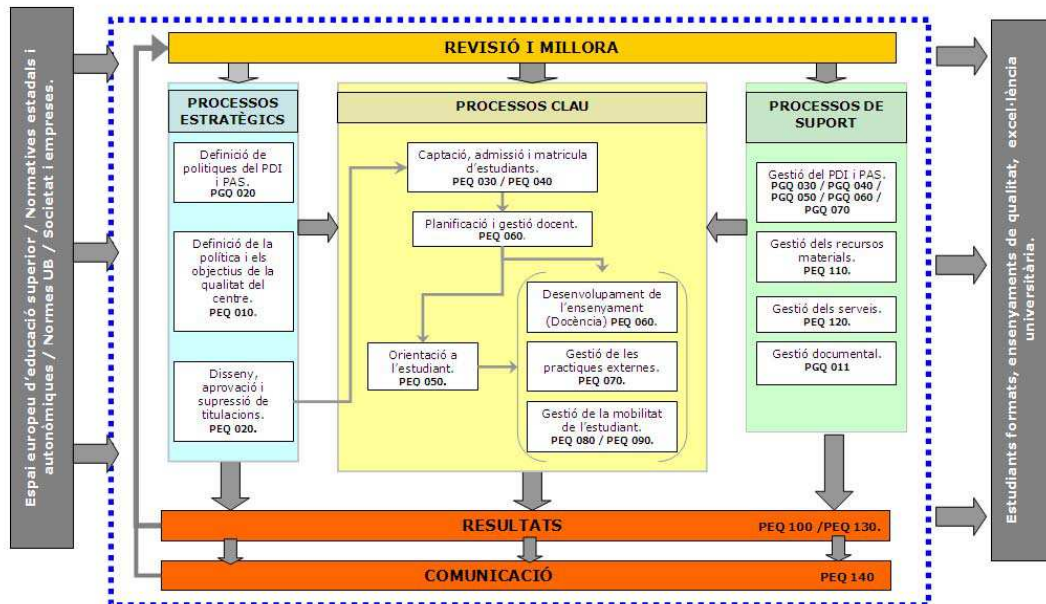 Espai europeu d'educació superior / Normatives estadals i
autonòmiques / Normes UB / Societat i empreses.
REVISIÓ I MILLORA
PROCESSOS
ESTRATÈGICS
Definició de
politiques del PDI
i PAS.
PGQ 020
Definició de la
política i els
objectius de la
qualitat del
centre.
PEQ 010.
Disseny,
aprovació i
supressió de
titulacions.
PEQ 020.
PROCESSOS CLAU
Captació, admissió i matricula
d'estudiants.
PEQ 030 / PEQ 040
Planificació i gestió docent.
PEQ 060.
Desenvolupament de
l'ensenyament
(Docència) PEQ 060.
Orientació a
l'estudiant.
PEQ 050.
Gestió de les
practiques externes.
PEQ 070.
Gestió de la mobilitat
de l'estudiant.
PEQ 080 / PEQ 090.
PROCESSOS DE
SUPORT
Gestió del PDI i PAS.
PGQ 030 / PGQ 040 /
PGQ 050 / PGQ 060 /
PGQ 070
Gestió dels recursos
materials.
PEQ 110.
Gestió dels serveis.
PEQ 120.
Gestió documental.
PGQ 011
RESULTATS
PEQ 100 /PEQ 130.
COMUNICACIÓ
PEQ 140
Estudiants formats, ensenyaments de qualitat, excel·lència
universitària.